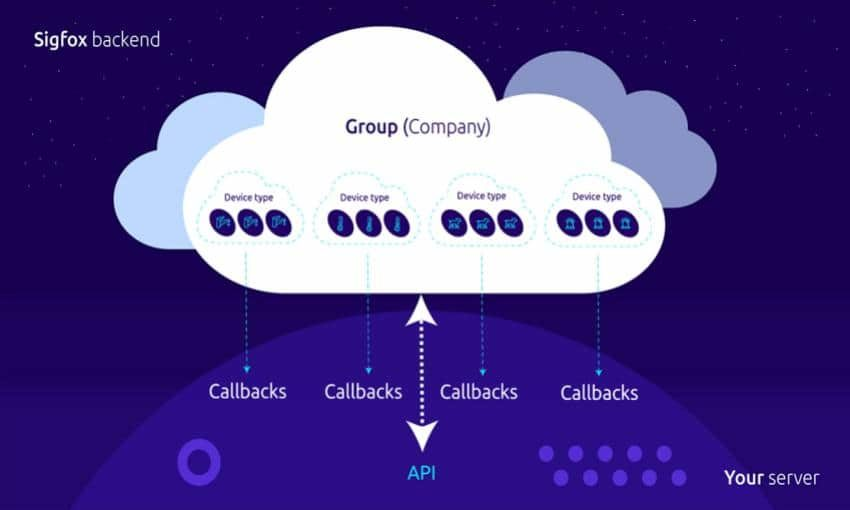 Sigfox backend
Group (Company)
Device type
Device type
Device type
Device type
Callbacks
Callbacks
Callbacks
Callbacks
API
Your server